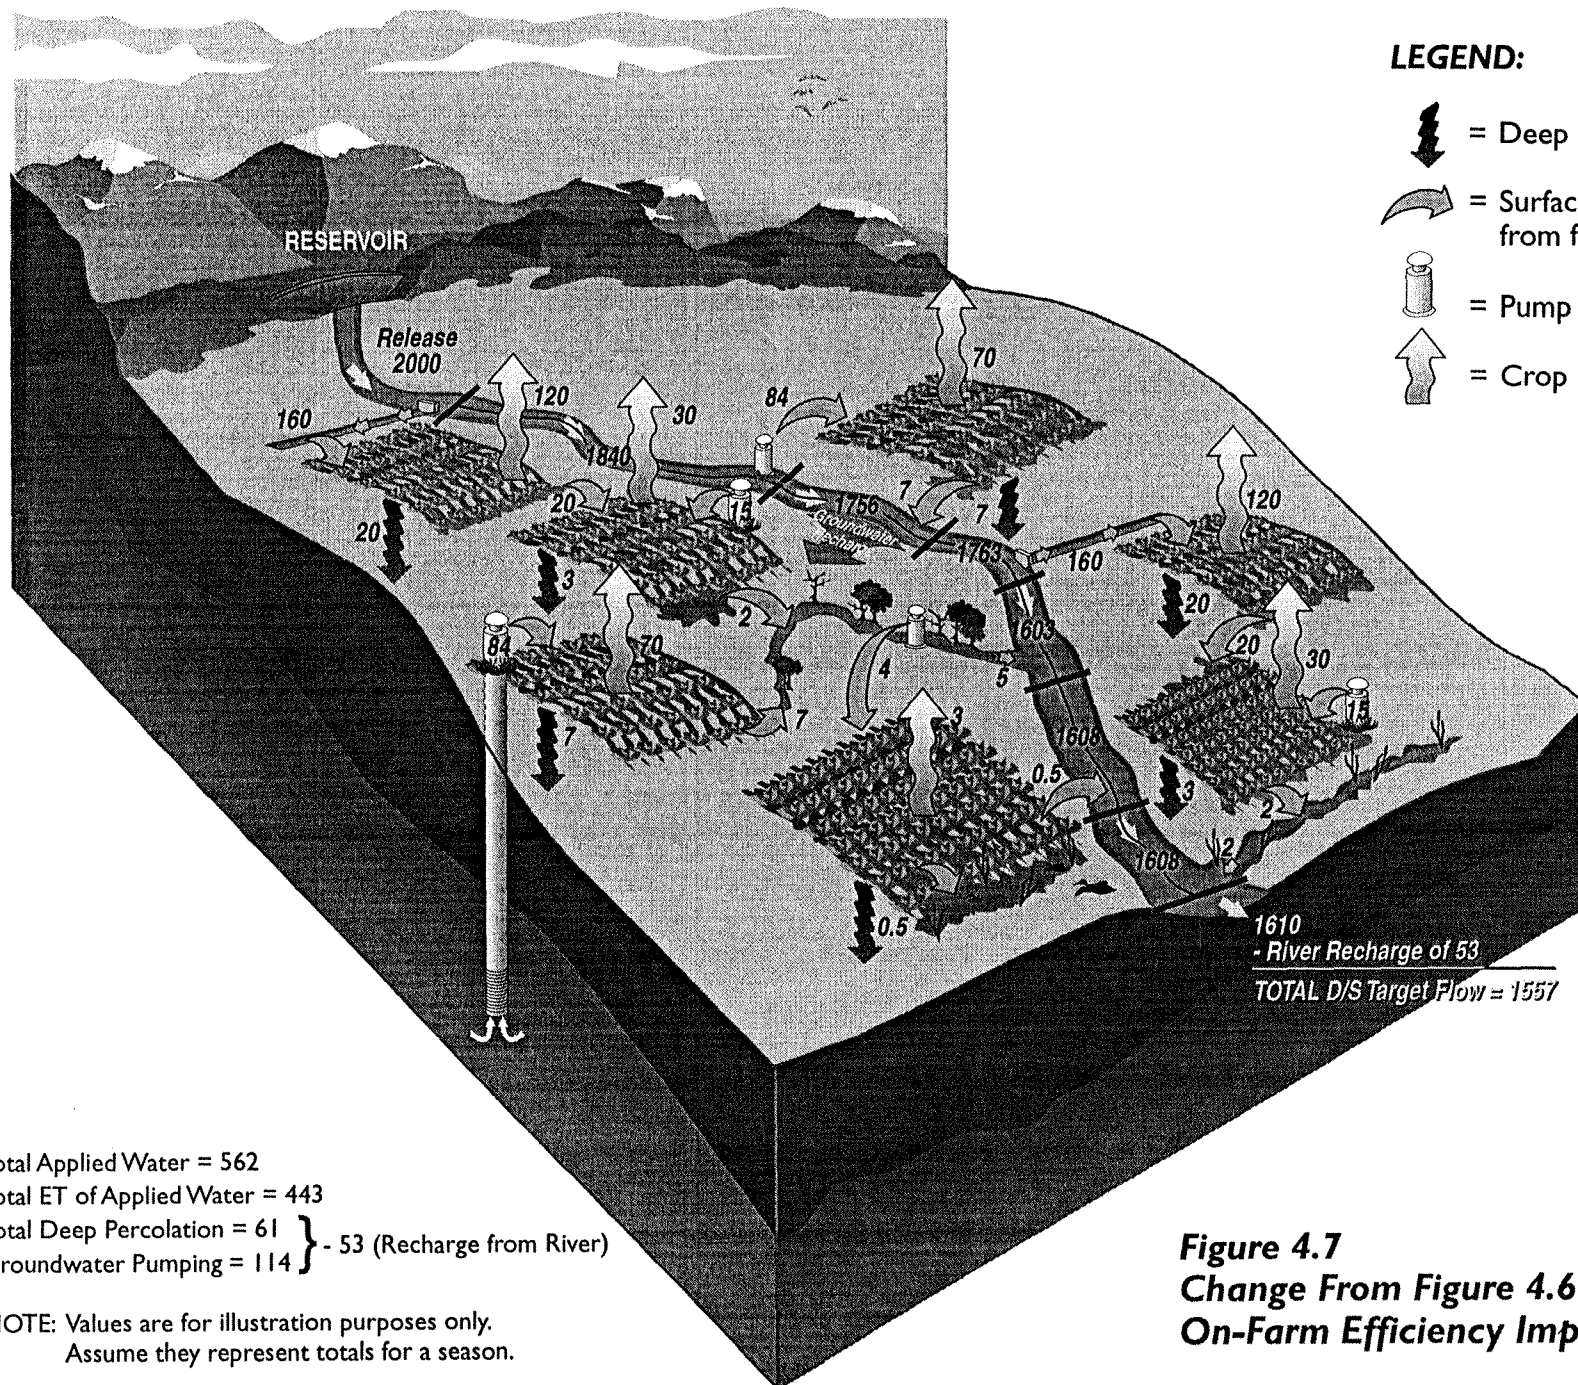 LEGEND:
= Deep
= Surfac
from f
= Pump
= Crop
RESERVOIR
Release
2000
160
120
30
1840
84
70
20
20
15
1756
7
7
Groundwater
1763
160
120
3
2
84
70
4
5
1603
20
20
30
15
7
7
3
1608
0.5
3
2
2
1608
0.5
1610
- River Recharge of 53
TOTAL D/S Target Flow = 1557
otal Applied Water = 562
otal ET of Applied Water = 443
otal Deep Percolation = 61
roundwater Pumping = 114
- 53 (Recharge from River)
NOTE: Values are for illustration purposes only.
Assume they represent totals for a season.
Figure 4.7
Change From Figure 4.6
On-Farm Efficiency Imp